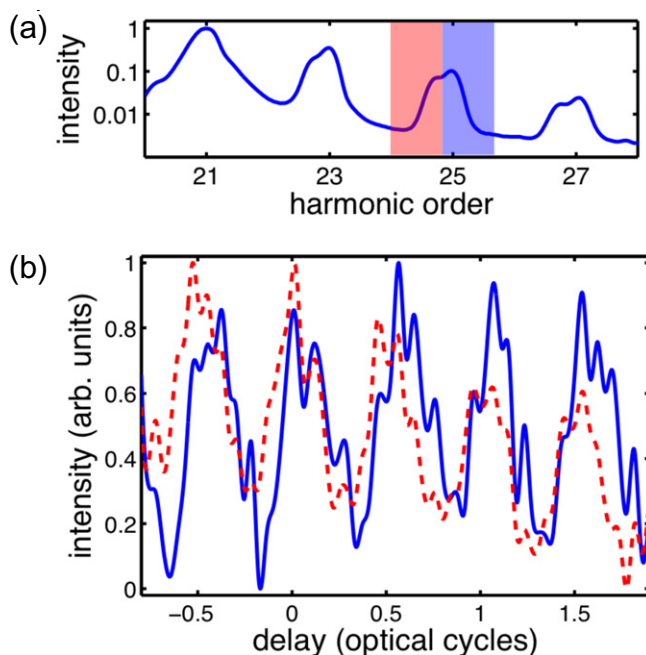 (a)
intensity
1
0.1
0.01
21 23 25 27
harmonic order
(b)
intensity (arb. units)
1
0.8
0.6
0.4
0.2
0
−0.5 0 0.5 1 1.5
delay (optical cycles)